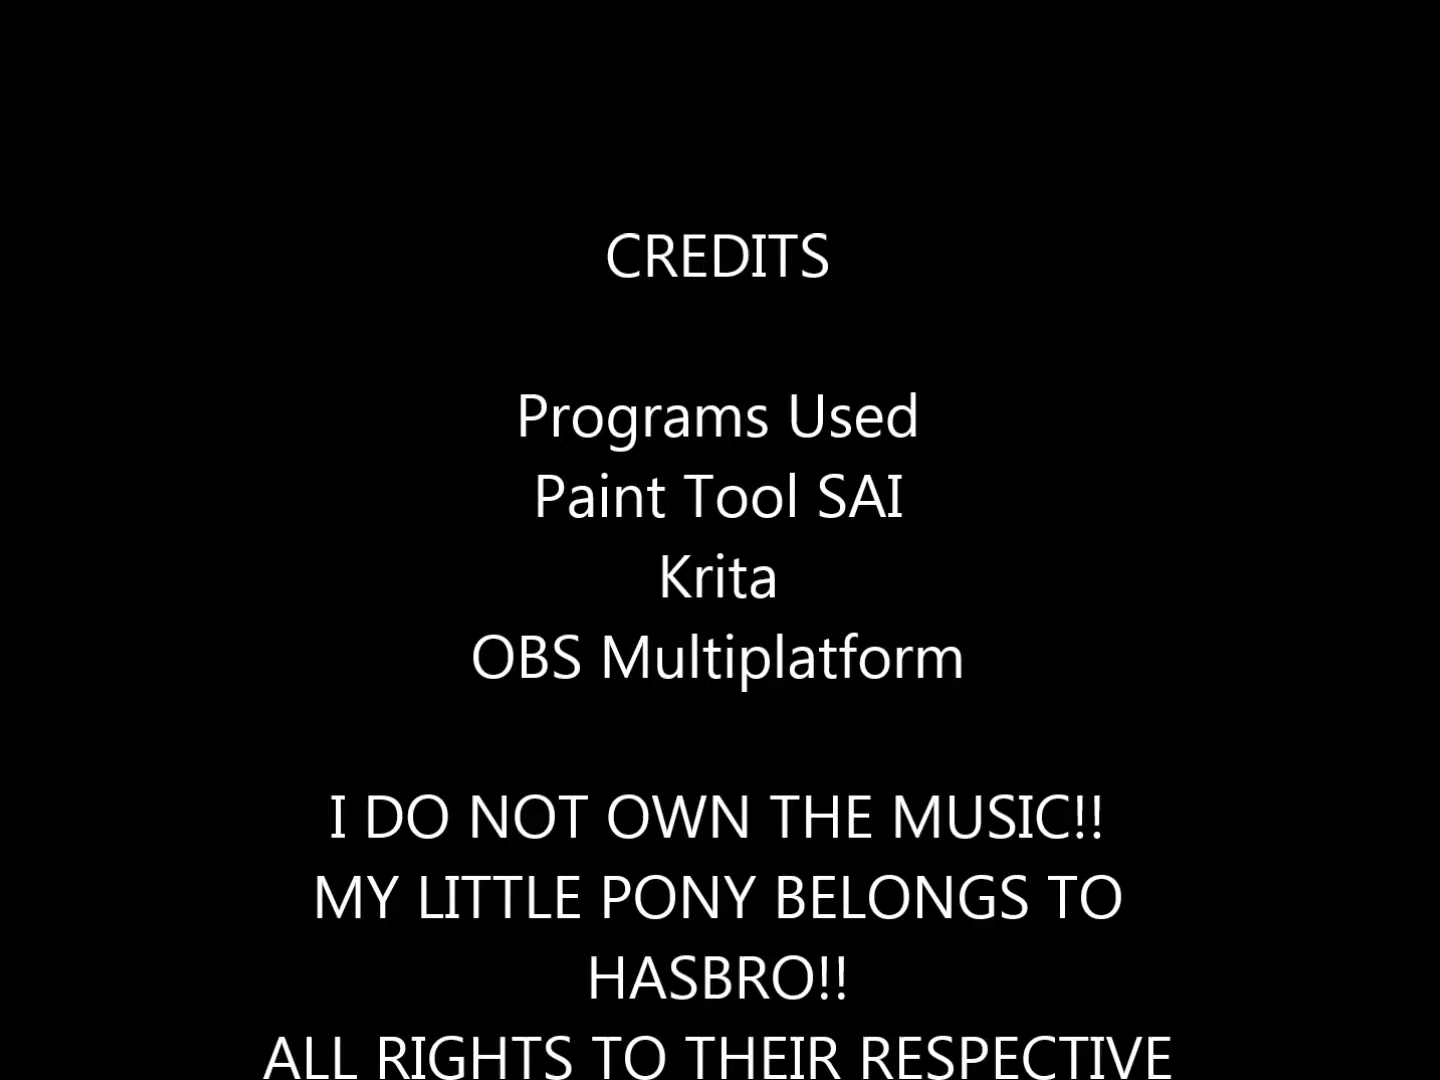 CREDITS
Programs Used
Paint Tool SAI
Krita
OBS Multiplatform
I DO NOT OWN THE MUSIC!!
MY LITTLE PONY BELONGS TO
HASBRO!!
ALL RIGHTS TO THEIR RESPECTIVE